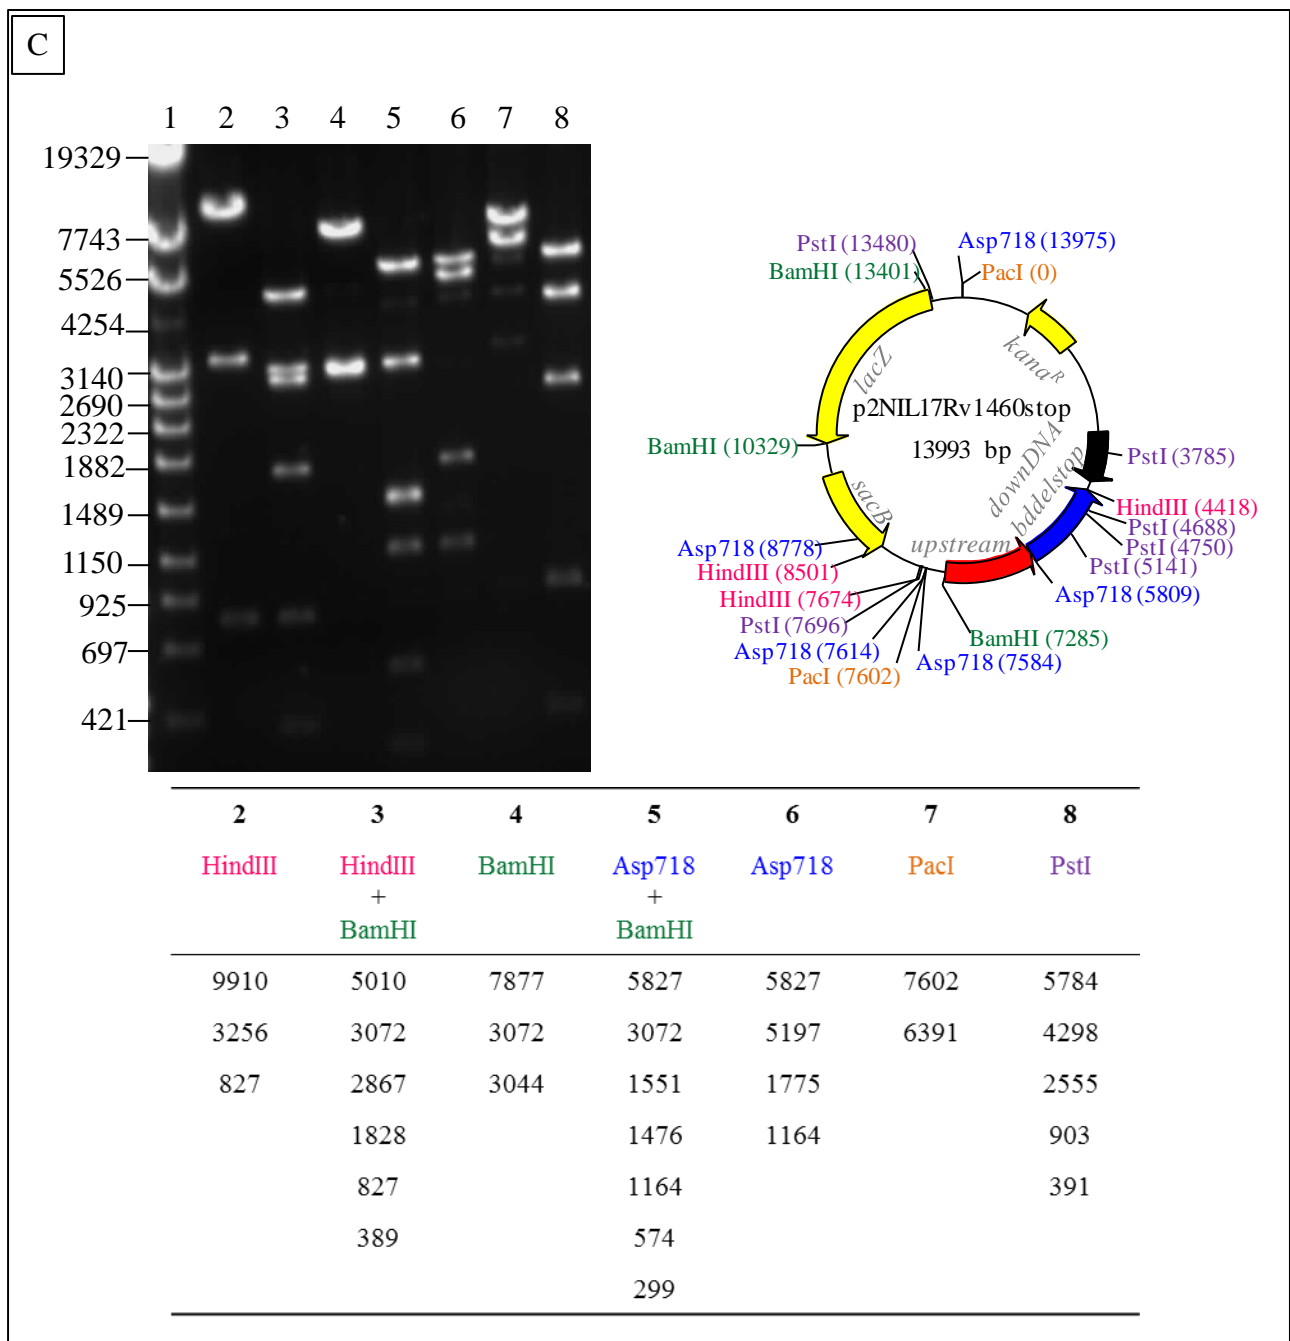 C
1 2 3 4 5 6 7 8
19329
7743
5526
4254
3140
2690
2322
1882
1489
1150
925
697
421
PstI (13480)
Asp718 (13975)
BamHI (13401)
PacI (0)
kanaR
lacZ
p2NIL17Rv1460stop
13993 bp
BamHI (10329)
downDNA
bddelstop
PstI (3785)
sacB
HindIII (4418)
PstI (4688)
PstI (4750)
PstI (5141)
upstream
Asp718 (8778)
HindIII (8501)
Asp718 (5809)
HindIII (7674)
PstI (7696)
BamHI (7285)
Asp718 (7614)
Asp718 (7584)
PacI (7602)
2 3 4 5 6 7 8
HindIII HindIII BamHI Asp718 Asp718 PacI PstI
+ +
BamHI BamHI
9910 5010 7877 5827 5827 7602 5784
3256 3072 3072 3072 5197 6391 4298
827 2867 3044 1551 1775 2555
1828 1476 1164 903
827 1164 391
389 574
299